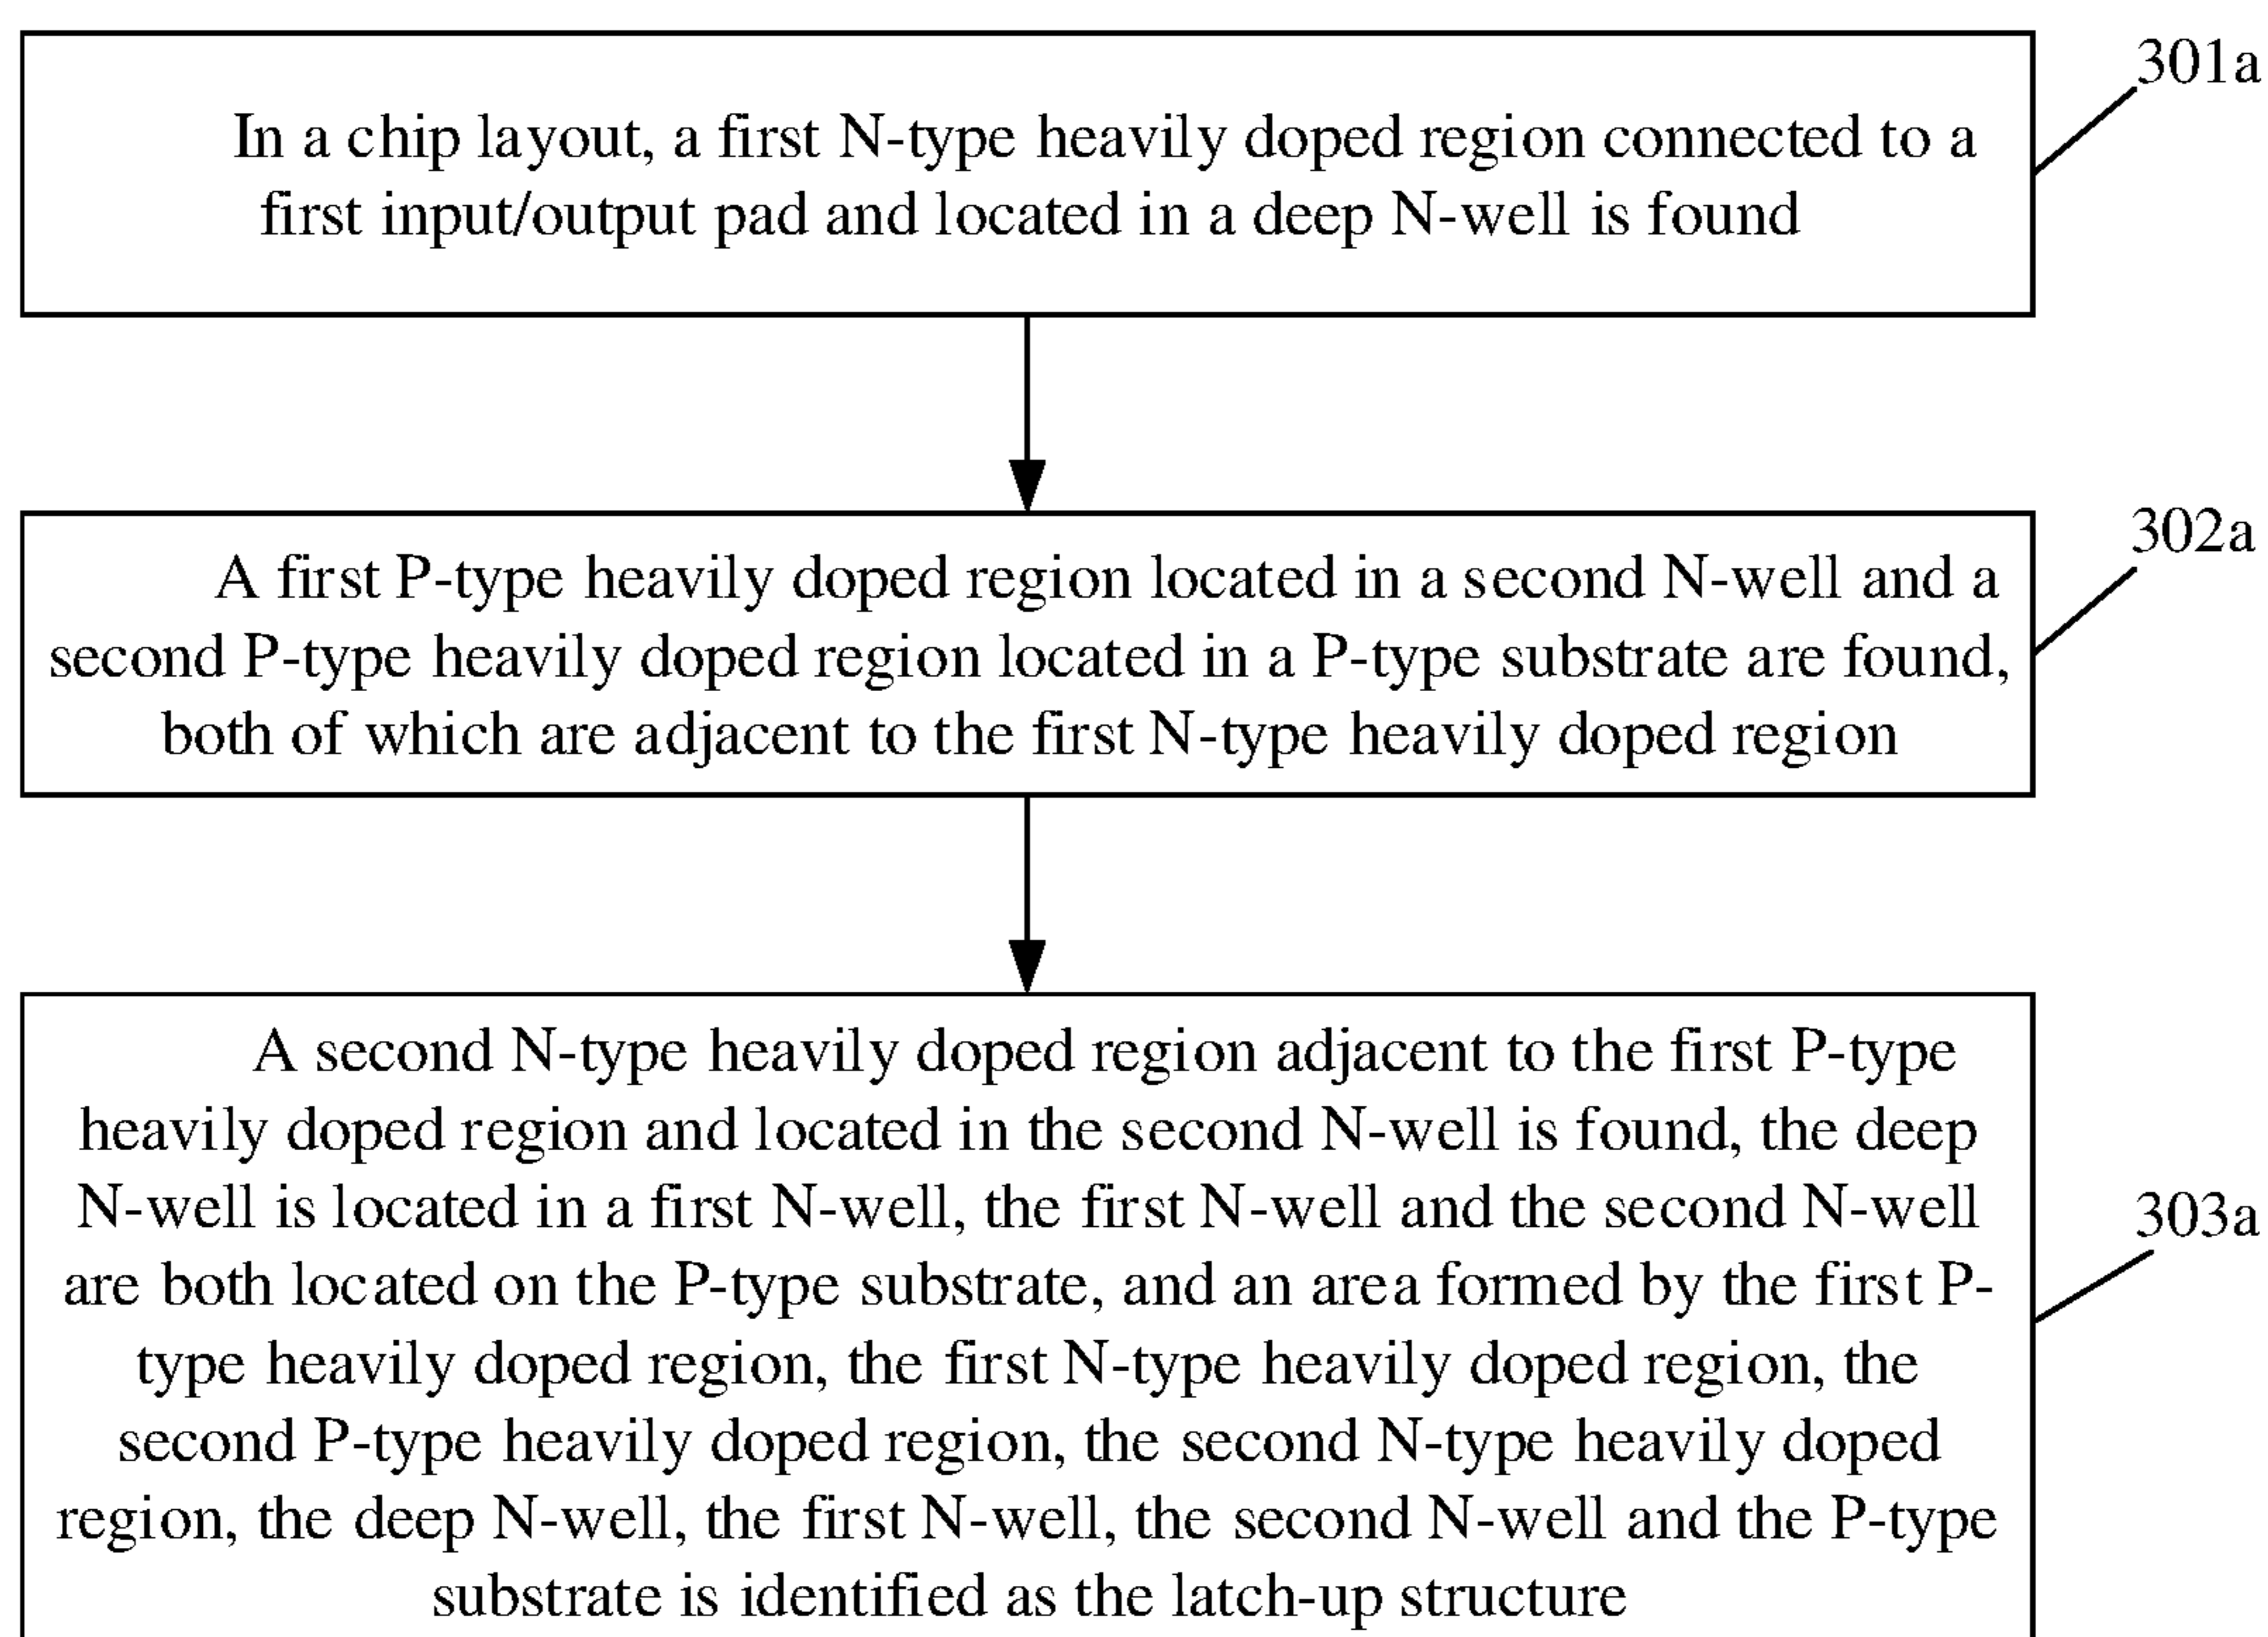 301a
In a chip layout, a first N-type heavily doped region connected to a
first input/output pad and located in a deep N-well is found
302a
A first P-type heavily doped region located in a second N-well and a
second P-type heavily doped region located in a P-type substrate are found,
both of which are adjacent to the first N-type heavily doped region
A second N-type heavily doped region adjacent to the first P-type
heavily doped region and located in the second N-well is found, the deep
N-well is located in a first N-well, the first N-well and the second N-well
303a
are both located on the P-type substrate, and an area formed by the first P-
type heavily doped region, the first N-type heavily doped region, the
second P-type heavily doped region, the second N-type heavily doped
region, the deep N-well, the first N-well, the second N-well and the P-type
substrate is identified as the latch-up structure